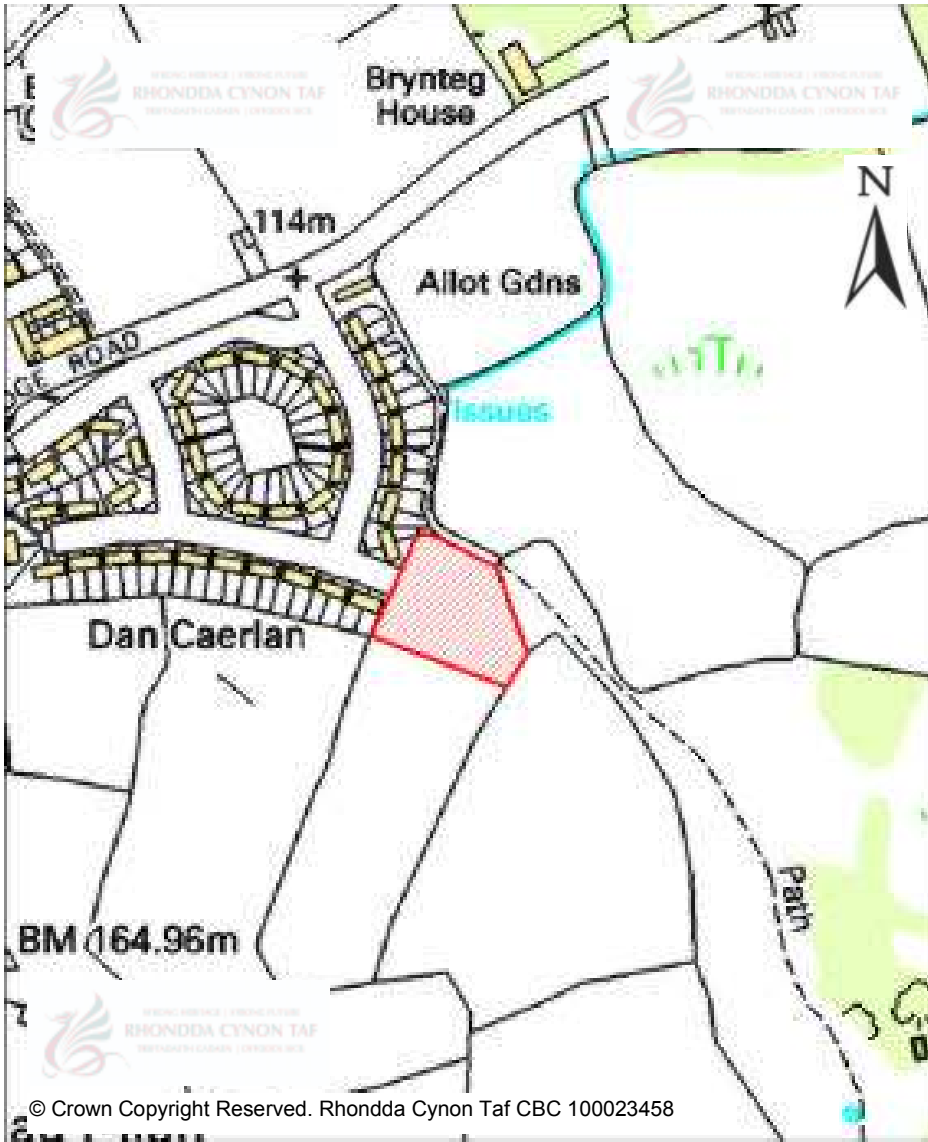 Brynteg
House
RHONDDA CYNON TAF
RHONDDA CYNON TAF
N
114m
Allot Gdns
ROAD
Issues
Dan Caerlan
Path
BM 164.96m
RHONDDA CYNON TAF
© Crown Copyright Reserved. Rhondda Cynon Taf CBC 100023458